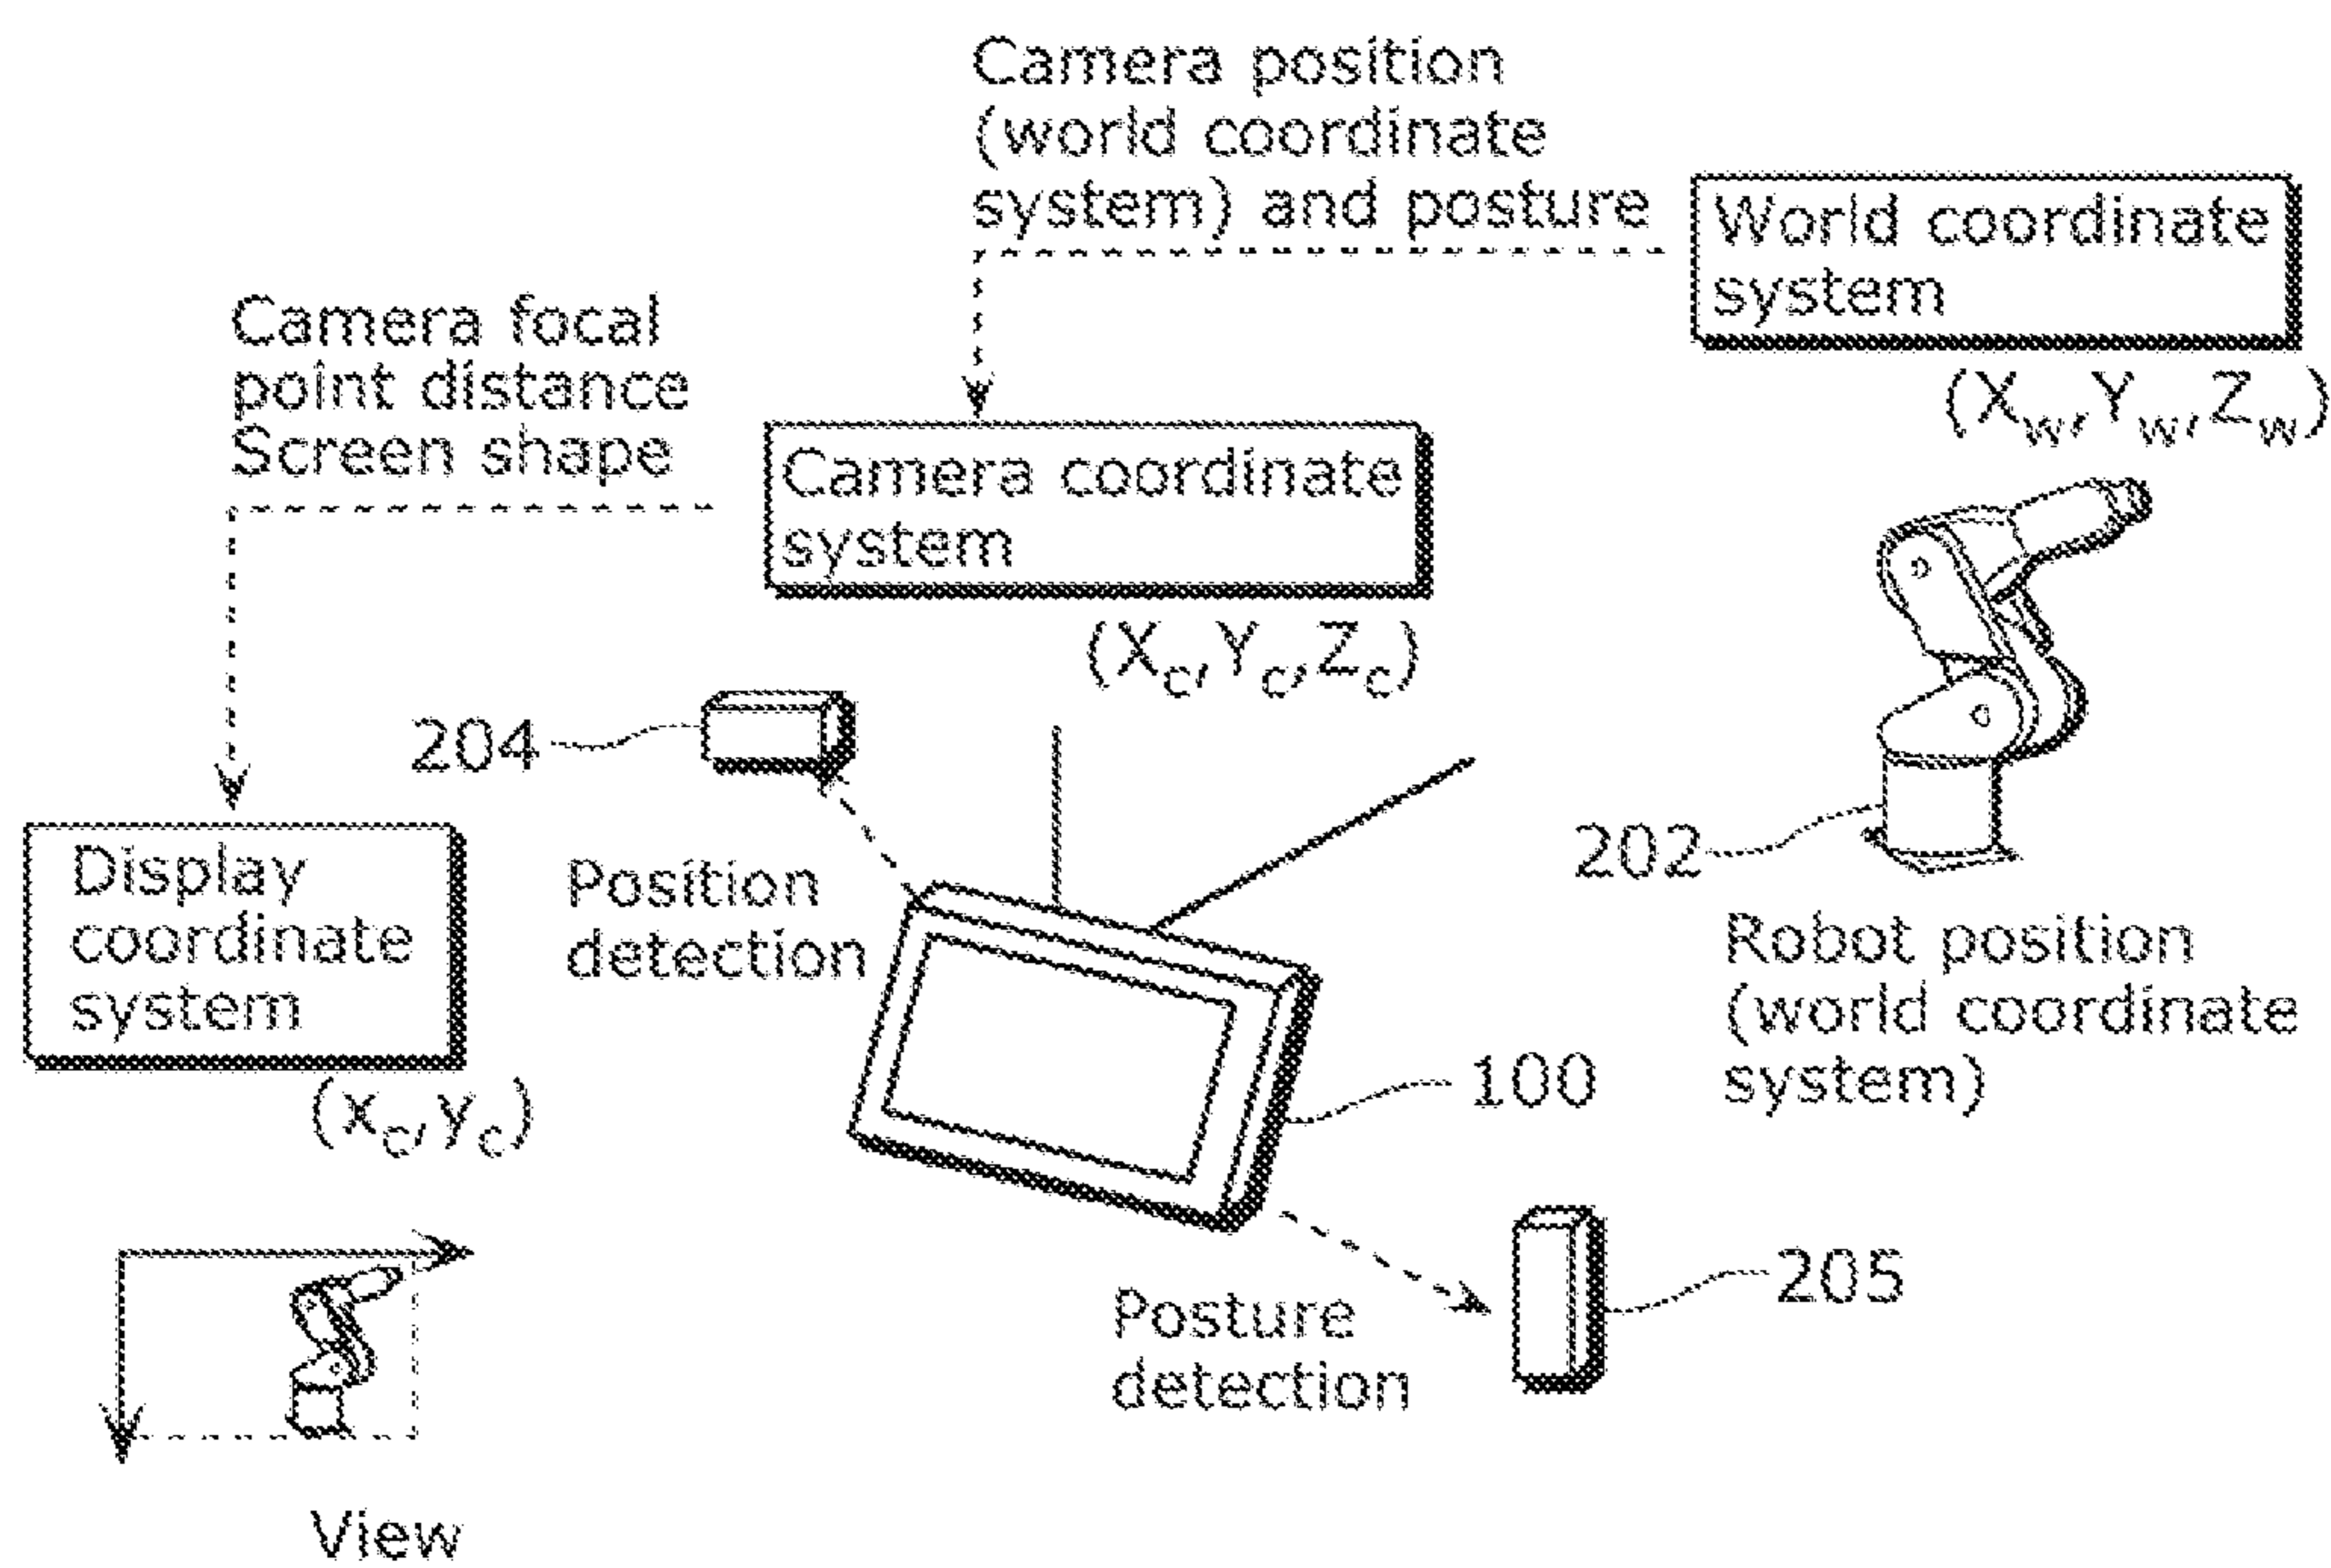 Camera position
(world coordinate
system) and posture
World coordinate
system
(Xw,Yw,Zw)
Camera focal
point distance
Screen shape
Camera coordinate
system
(Xc,Yc,Zc)
204
202
Display
coordinate
system
(xc,yc)
Position
detection
Robot position
(world coordinate
system)
100
205
Posture
detection
View